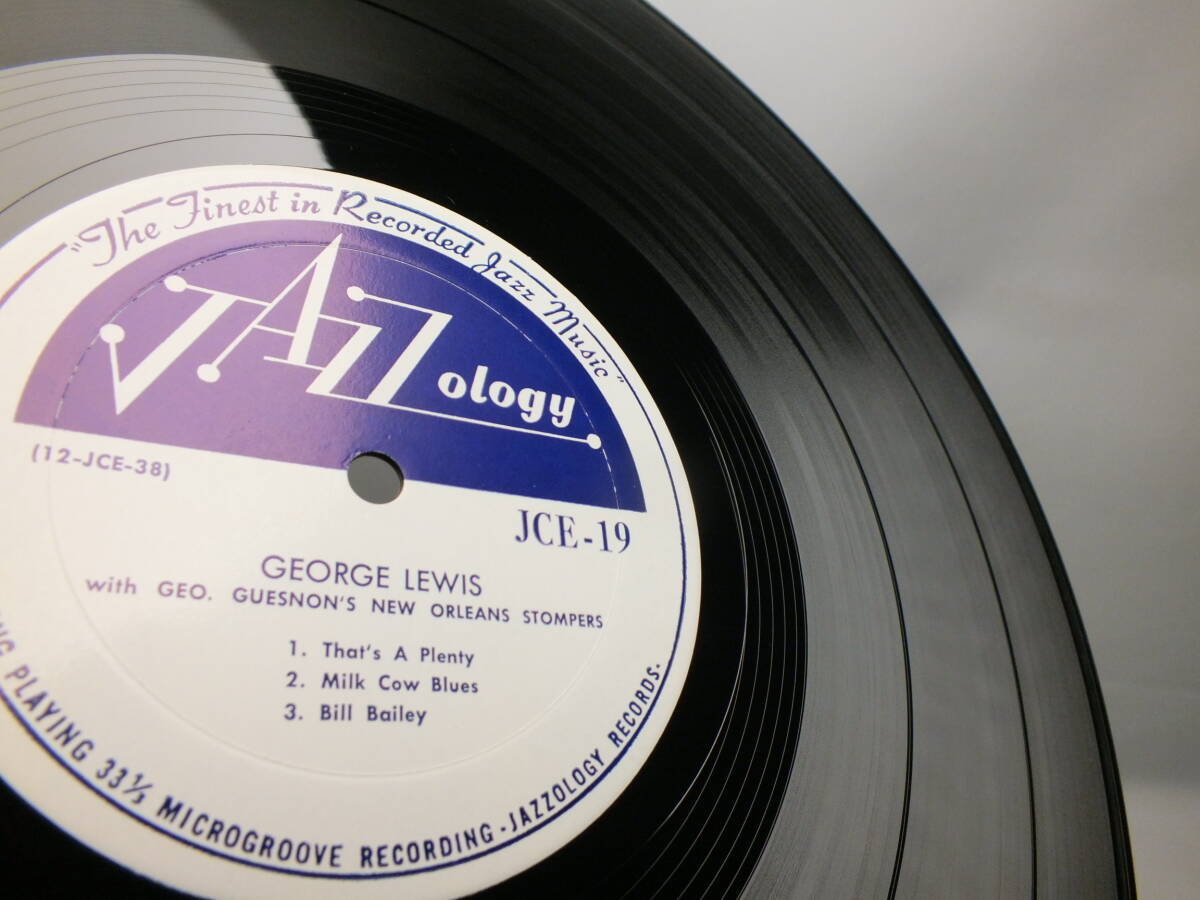 "The Finest in Recorded Jazz Music"
JAZZology
(12-JCE-38)
JCE-19
GEORGE LEWIS
with GEO. GUESNON'S NEW ORLEANS STOMPERS
1. That's A Plenty
2. Milk Cow Blues
3. Bill Bailey
PLAYING 33⅓ MICROGROOVE RECORDING - JAZZOLOGY RECORDS.